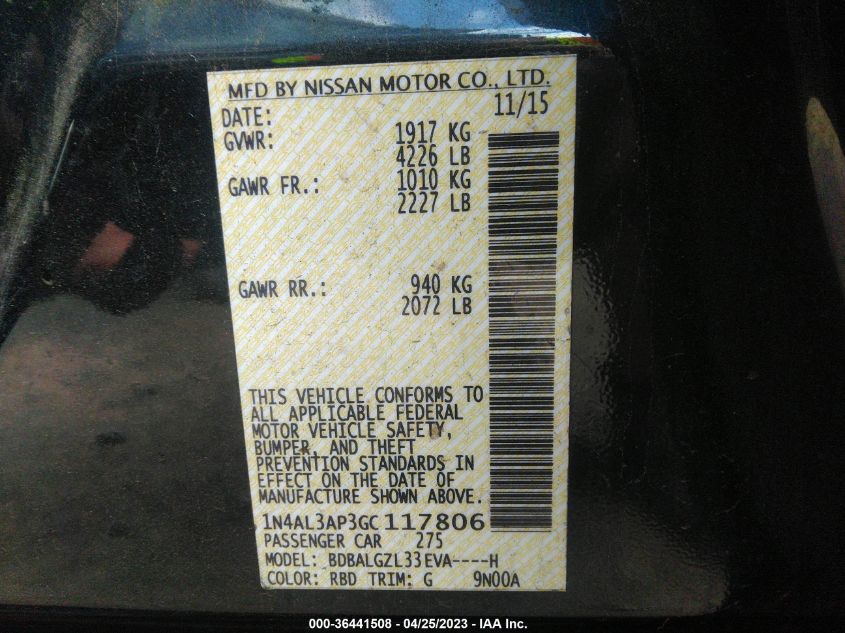 MFD BY NISSAN MOTOR CO., LTD.
DATE: 11/15
GVWR: 1917 KG
4226 LB
GAWR FR.: 1010 KG
2227 LB
GAWR RR.: 940 KG
2072 LB
THIS VEHICLE CONFORMS TO
ALL APPLICABLE FEDERAL
MOTOR VEHICLE SAFETY,
BUMPER, AND THEFT
PREVENTION STANDARDS IN
EFFECT ON THE DATE OF
MANUFACTURE SHOWN ABOVE.
1N4AL3AP3GC117806
PASSENGER CAR 275
MODEL: BDBALGZL33EVA----H
COLOR: RBD TRIM: G 9N00A
000-36441508 - 04/25/2023 - IAA Inc.